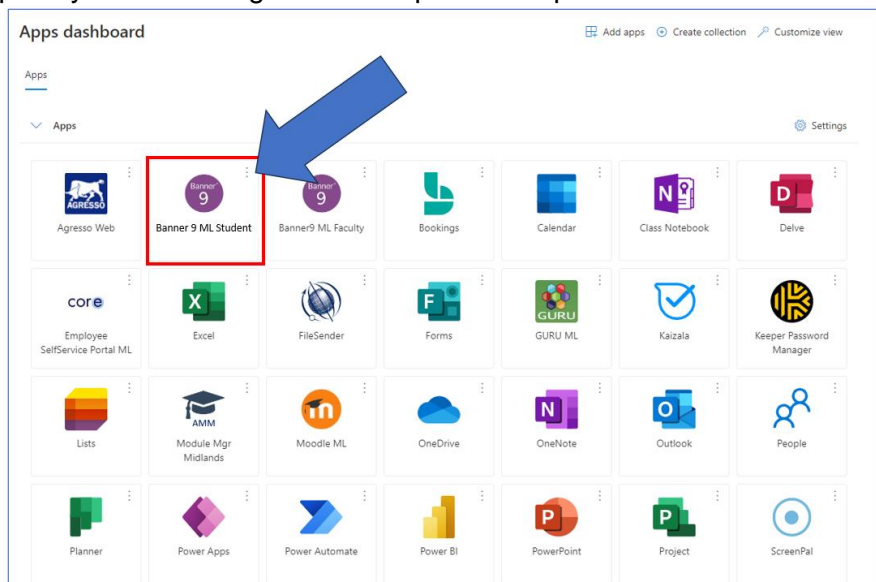 Apps dashboard
Add apps Create collection Customize view
Apps
Apps
Settings
AGRESSO
Banner
9
Banner
9
N
D
Agresso Web
Banner 9 ML Student
Banner9 ML Faculty
Bookings
Calendar
Class Notebook
Delve
core
X
F
GURU
Employee
SelfService Portal ML
Excel
FileSender
Forms
GURU ML
Kaizala
Keeper Password
Manager
AMM
m
N
O
Lists
Module Mgr
Midlands
Moodle ML
OneDrive
OneNote
Outlook
People
P
P
Planner
Power Apps
Power Automate
Power BI
PowerPoint
Project
ScreenPal